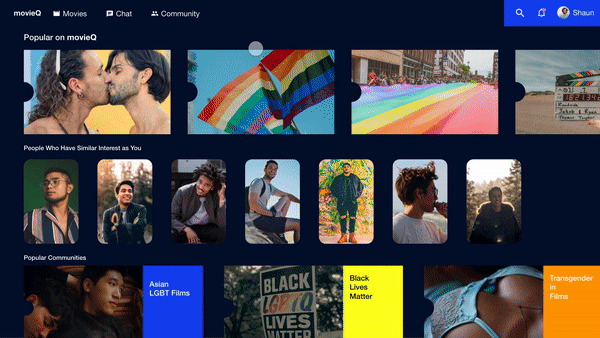 movieQ Movies Chat Community Shaun
Popular on movieQ
People Who Have Similar Interest as You
Popular Communities
Asian
LGBT Films
BLACK
LGBTQ
LIVES
MATTER
Black
Lives
Matter
Transgender
in
Films